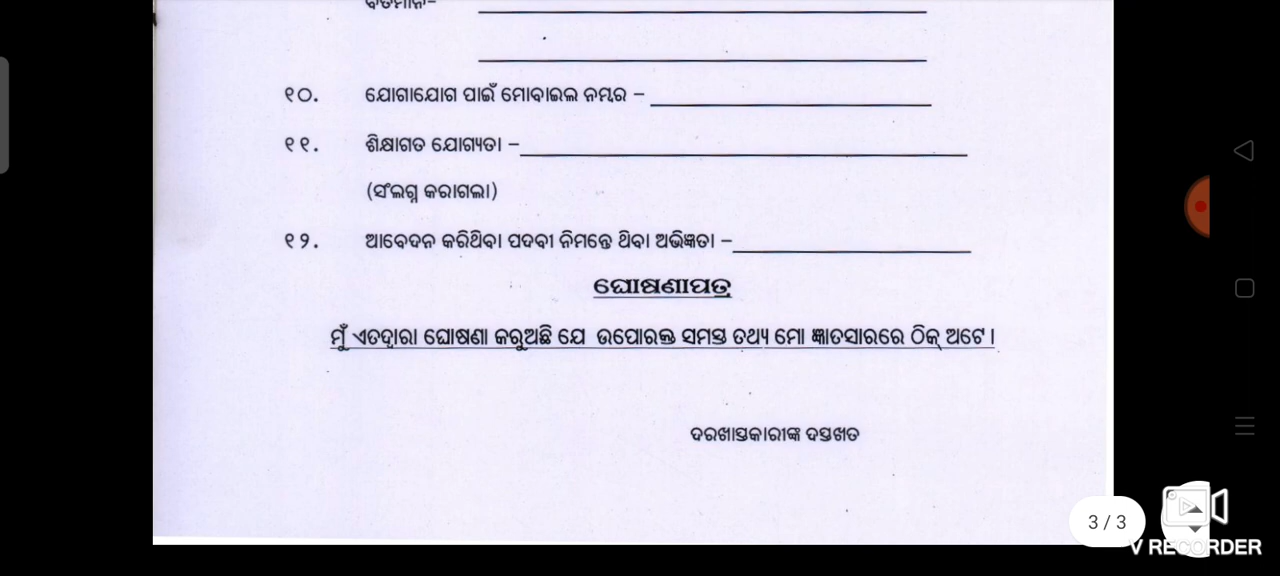 ବର୍ତମାନ–
୧୦. ଯୋଗାଯୋଗ ପାଇଁ ମୋବାଇଲ ନମ୍ବର –
୧୧. ଶିକ୍ଷାଗତ ଯୋଗ୍ୟତା –
(ସଂଲଗ୍ନ କରାଗଲା)
୧୨. ଆବେଦନ କରିଥିବା ପଦବୀ ନିମନ୍ତେ ଥିବା ଅଭିଜ୍ଞତା –
ଘୋଷଣାପତ୍ର
ମୁଁ ଏତଦ୍ଵାରା ଘୋଷଣା କରୁଅଛି ଯେ ଉପୋରକ୍ତ ସମସ୍ତ ତଥ୍ୟ ମୋ ଜ୍ଞାତସାରରେ ଠିକ୍ ଅଟେ ।
ଦରଖାସ୍ତକାରୀଙ୍କ ଦସ୍ତଖତ
3 / 3
V RECORDER